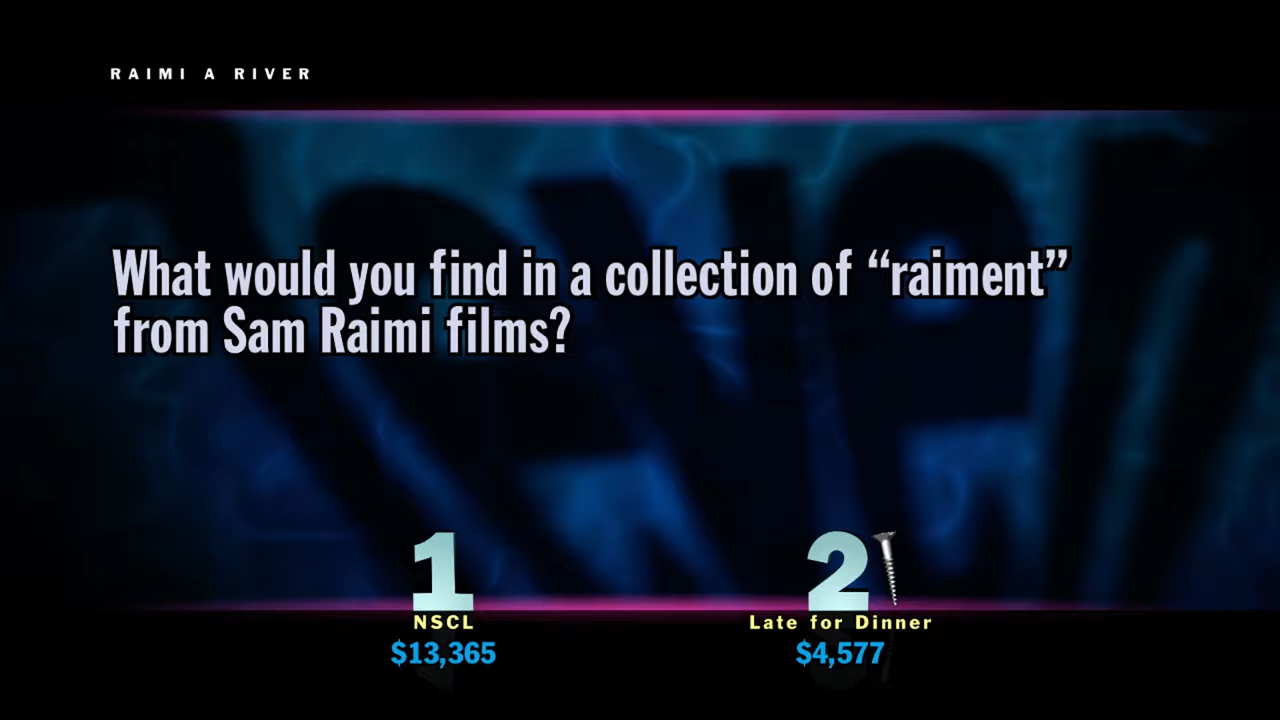 RAIMI A RIVER
What would you find in a collection of “raiment”
from Sam Raimi films?
1
2
NSCL
Late for Dinner
$13,365
$4,577